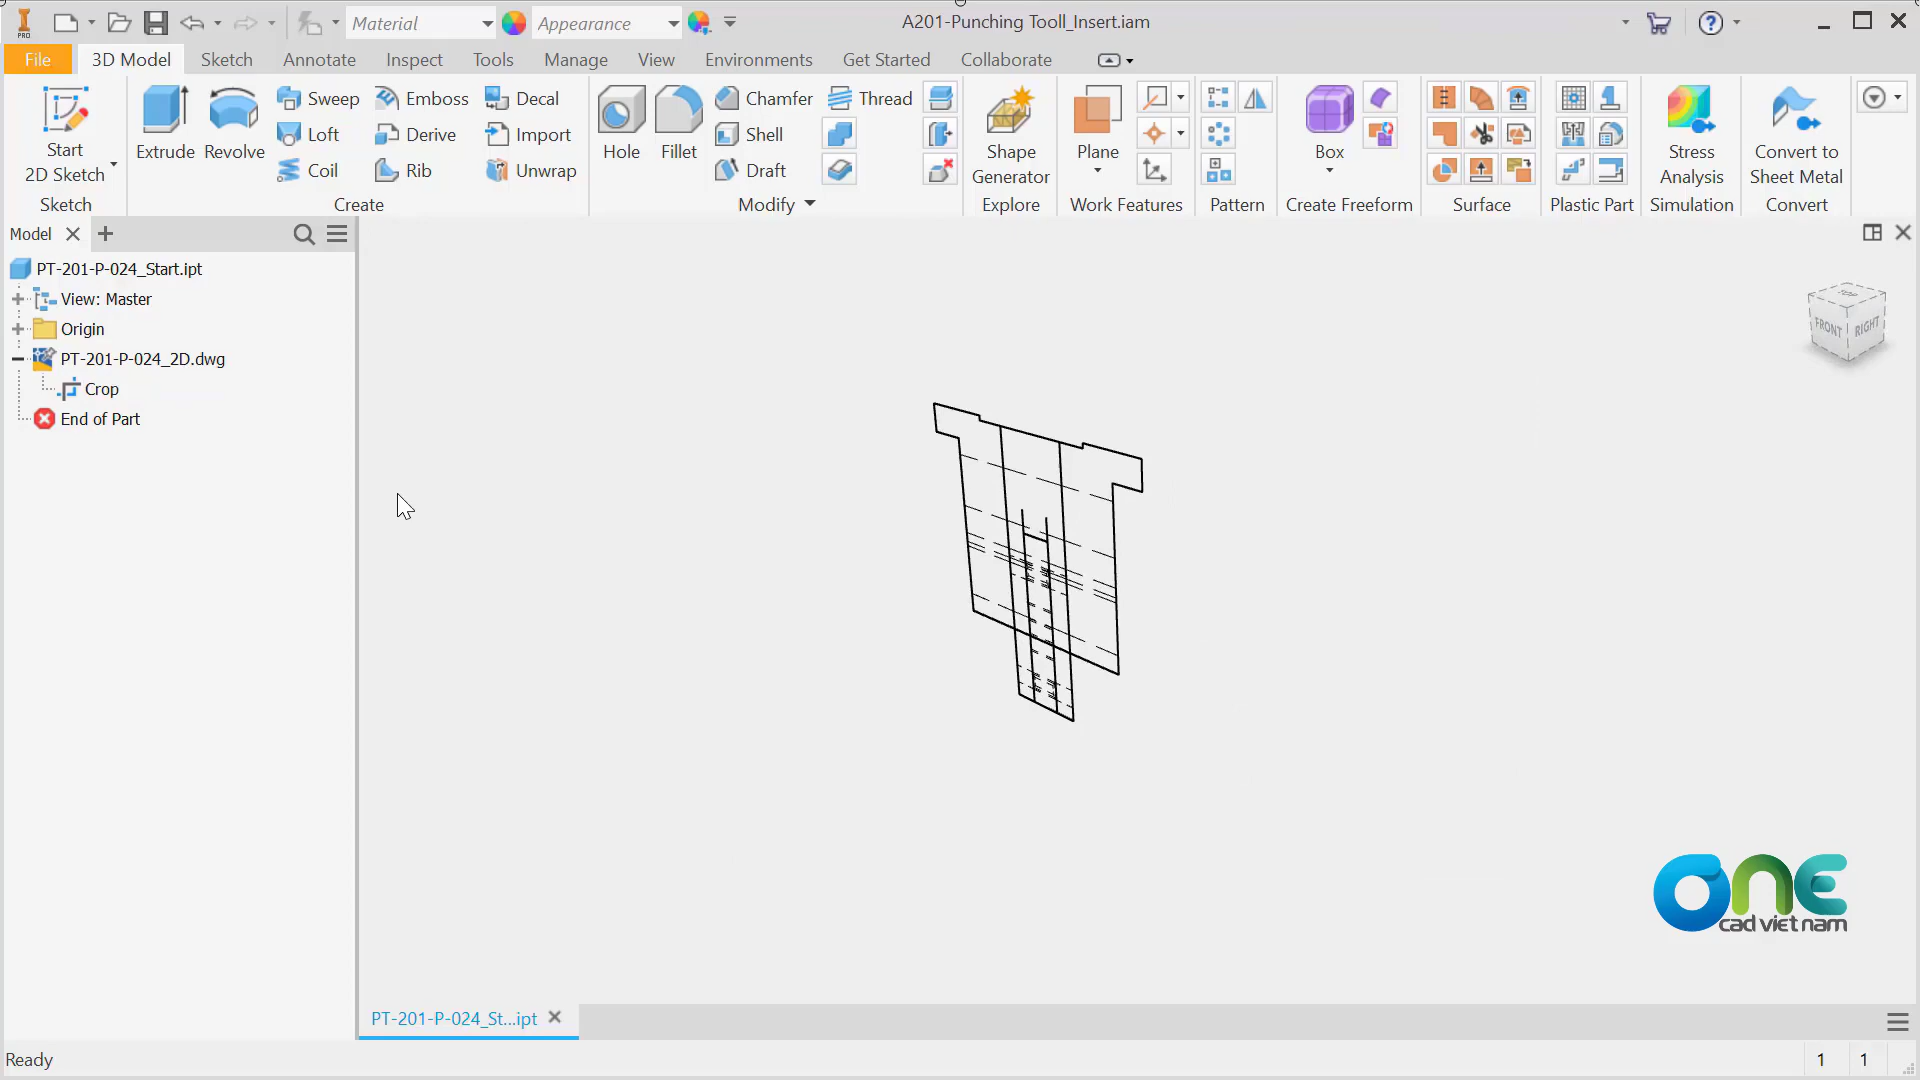 PRO
Material
Appearance
A201-Punching Tooll_Insert.iam
File
3D Model
Sketch
Annotate
Inspect
Tools
Manage
View
Environments
Get Started
Collaborate
Start
2D Sketch
Sketch
Extrude
Revolve
Sweep
Loft
Coil
Emboss
Derive
Rib
Decal
Import
Unwrap
Create
Hole
Fillet
Chamfer
Shell
Draft
Thread
Modify
Shape
Generator
Explore
Plane
Work Features
Pattern
Box
Create Freeform
Surface
Plastic Part
Stress
Analysis
Simulation
Convert to
Sheet Metal
Convert
Model
PT-201-P-024_Start.ipt
View: Master
Origin
PT-201-P-024_2D.dwg
Crop
End of Part
TOP
FRONT
RIGHT
one
cad viet nam
PT-201-P-024_St...ipt
Ready
1
1